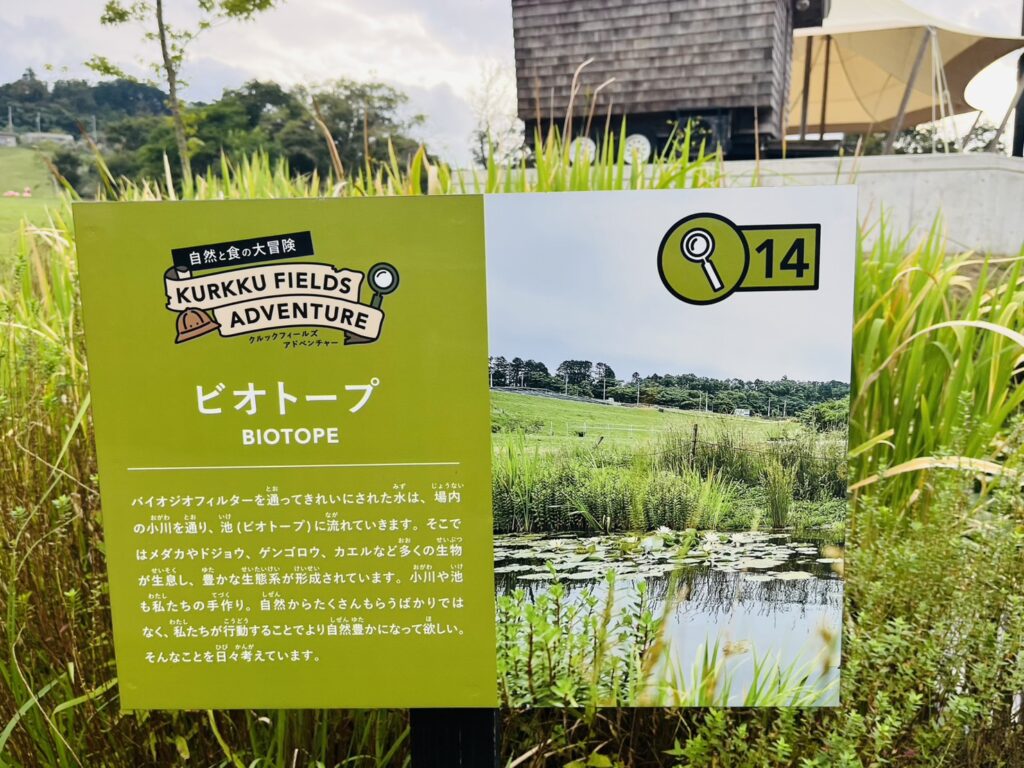 自然と食の大冒険
KURKKU FIELDS
ADVENTURE
クルックフィールズ
アドベンチャー
14
ビオトープ
BIOTOPE
バイオジオフィルターを通ってきれいにされた水は、場内
の小川を通り、池(ビオトープ)に流れていきます。そこで
はメダカやドジョウ、ゲンゴロウ、カエルなど多くの生物
が生息し、豊かな生態系が形成されています。小川や池
も私たちの手作り。自然からたくさんもらうばかりでは
なく、私たちが行動することでより自然豊かになって欲しい。
そんなことを日々考えています。